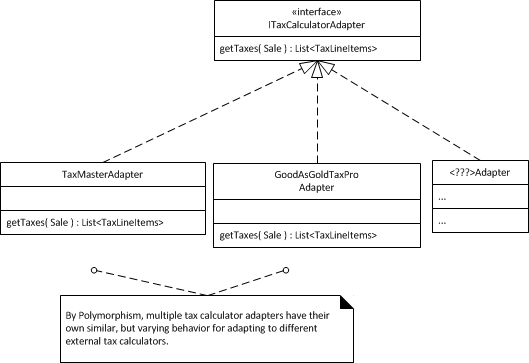 «interface»
ITaxCalculatorAdapter
getTaxes( Sale ) : List<TaxLineItems>
TaxMasterAdapter
getTaxes( Sale ) : List<TaxLineItems>
GoodAsGoldTaxPro
Adapter
getTaxes( Sale ) : List<TaxLineItems>
<???>Adapter
...
...
By Polymorphism, multiple tax calculator adapters have their
own similar, but varying behavior for adapting to different
external tax calculators.